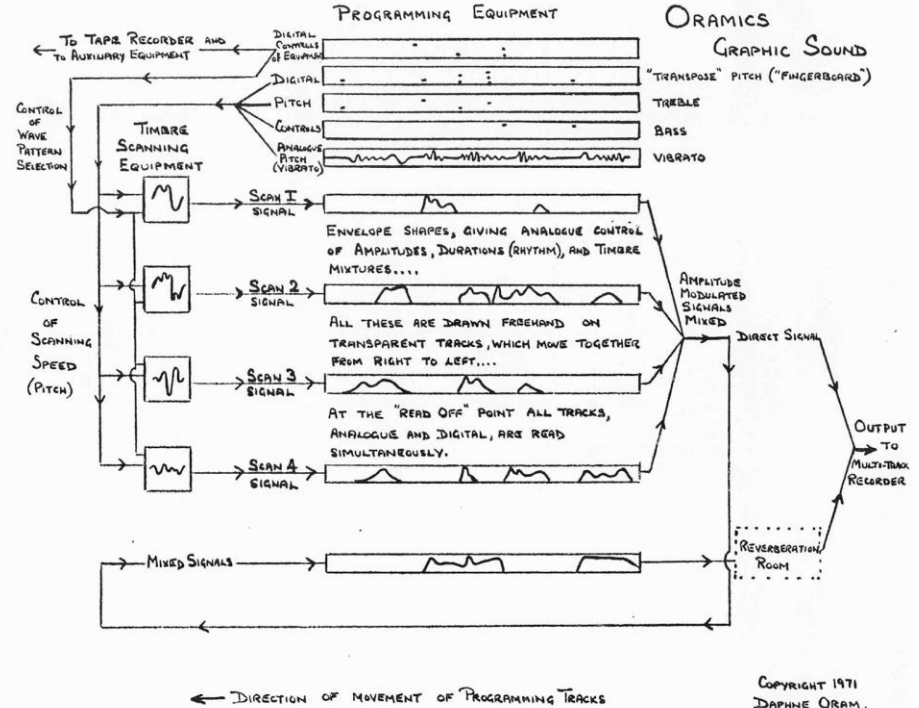 PROGRAMMING EQUIPMENT
ORAMICS
GRAPHIC SOUND
TO TAPE RECORDER AND
TO AUXILIARY EQUIPMENT
DIGITAL
CONTROLS
OF EQUIPMENT
DIGITAL
"TRANSPOSE" PITCH ("FINGERBOARD")
PITCH
TREBLE
CONTROLS
BASS
ANALOGUE
PITCH
(VIBRATO)
VIBRATO
CONTROL
OF
WAVE
PATTERN
SELECTION
TIMBRE
SCANNING
EQUIPMENT
SCAN I
SIGNAL
ENVELOPE SHAPES, GIVING ANALOGUE CONTROL
OF AMPLITUDES, DURATIONS (RHYTHM), AND TIMBRE
MIXTURES....
SCAN 2
SIGNAL
AMPLITUDE
MODULATED
SIGNALS
MIXED
CONTROL
OF
SCANNING
SPEED
(PITCH)
ALL THESE ARE DRAWN FREEHAND ON
TRANSPARENT TRACKS, WHICH MOVE TOGETHER
FROM RIGHT TO LEFT....
DIRECT SIGNAL
SCAN 3
SIGNAL
AT THE "READ OFF" POINT ALL TRACKS,
ANALOGUE AND DIGITAL, ARE READ
SIMULTANEOUSLY.
OUTPUT
TO
MULTI-TRACK
RECORDER
SCAN 4
SIGNAL
MIXED SIGNALS
REVERBERATION
ROOM
DIRECTION OF MOVEMENT OF PROGRAMMING TRACKS
COPYRIGHT 1971
DAPHNE ORAM.